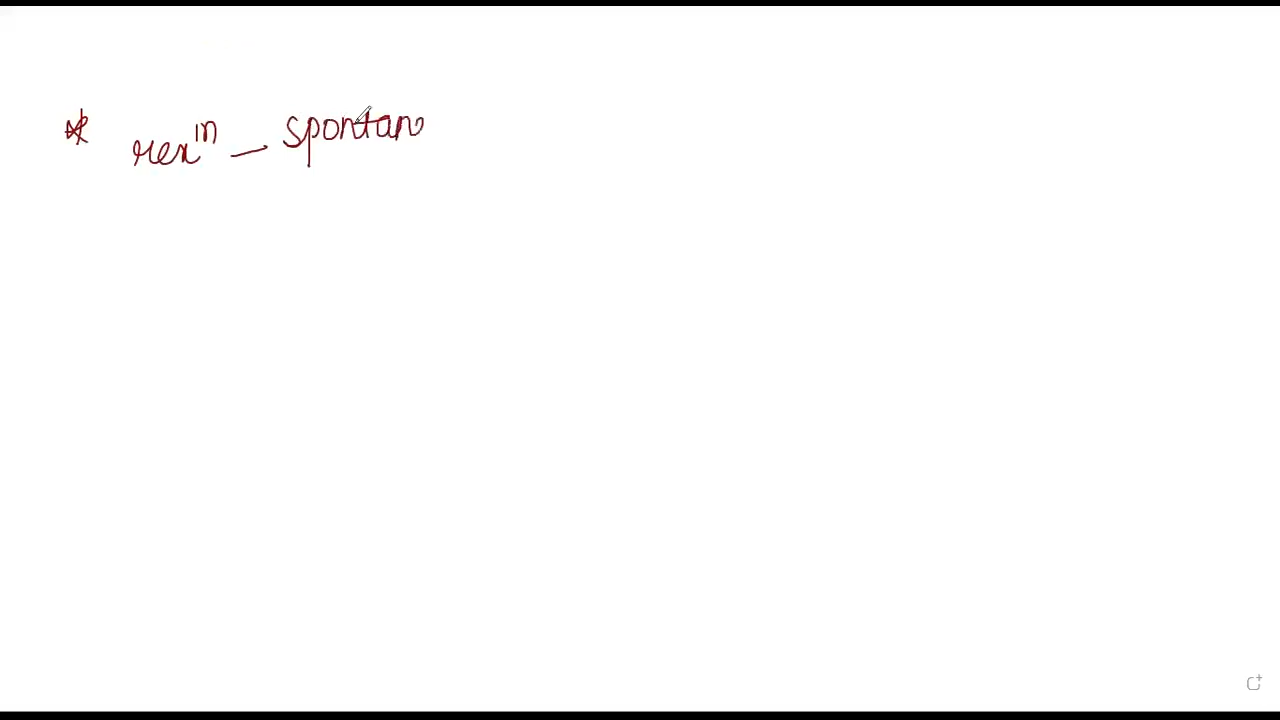 * rexⁿ - spontan